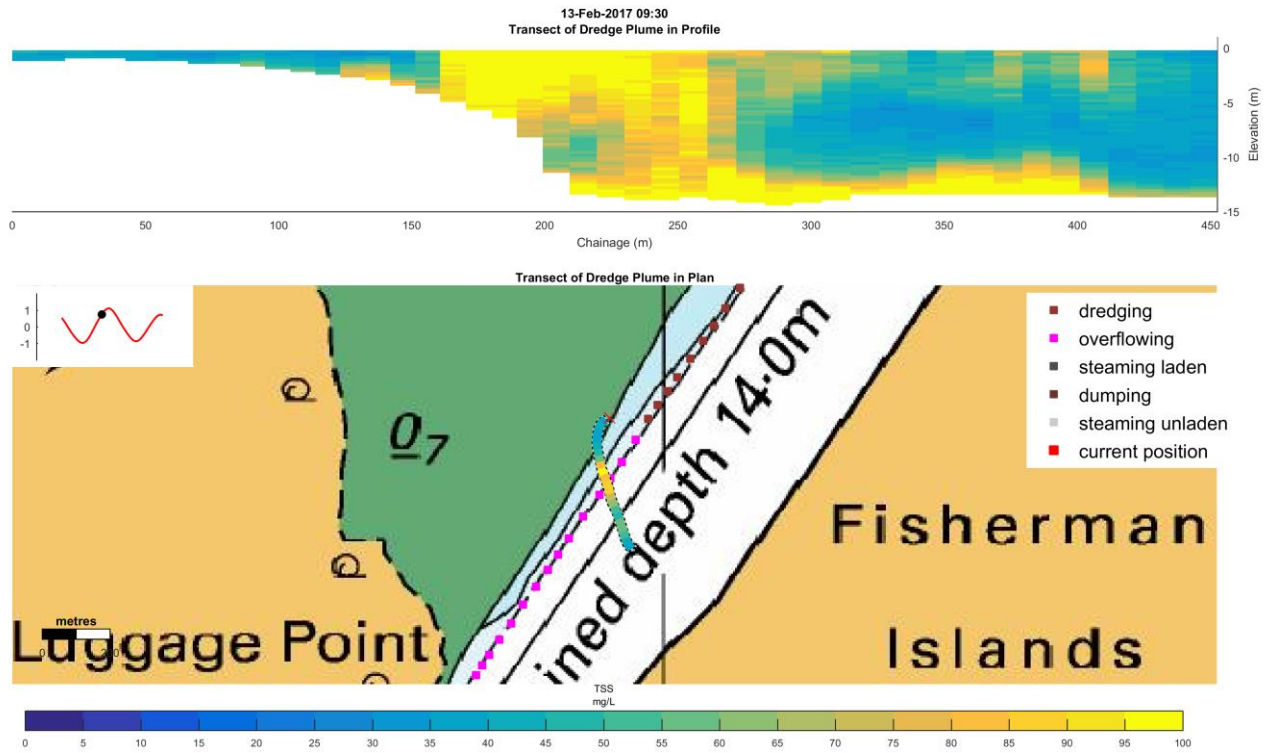 13-Feb-2017 09:30
Transect of Dredge Plume in Profile
0
-5
-10
-15
Elevation (m)
0 50 100 150 200 250 300 350 400 450
Chainage (m)
Transect of Dredge Plume in Plan
1
0
-1
dredging
overflowing
steaming laden
dumping
steaming unladen
current position
0₇
ined depth 14·0m
Fisherman
Islands
metres
Luggage Point
TSS
mg/L
0 5 10 15 20 25 30 35 40 45 50 55 60 65 70 75 80 85 90 95 100